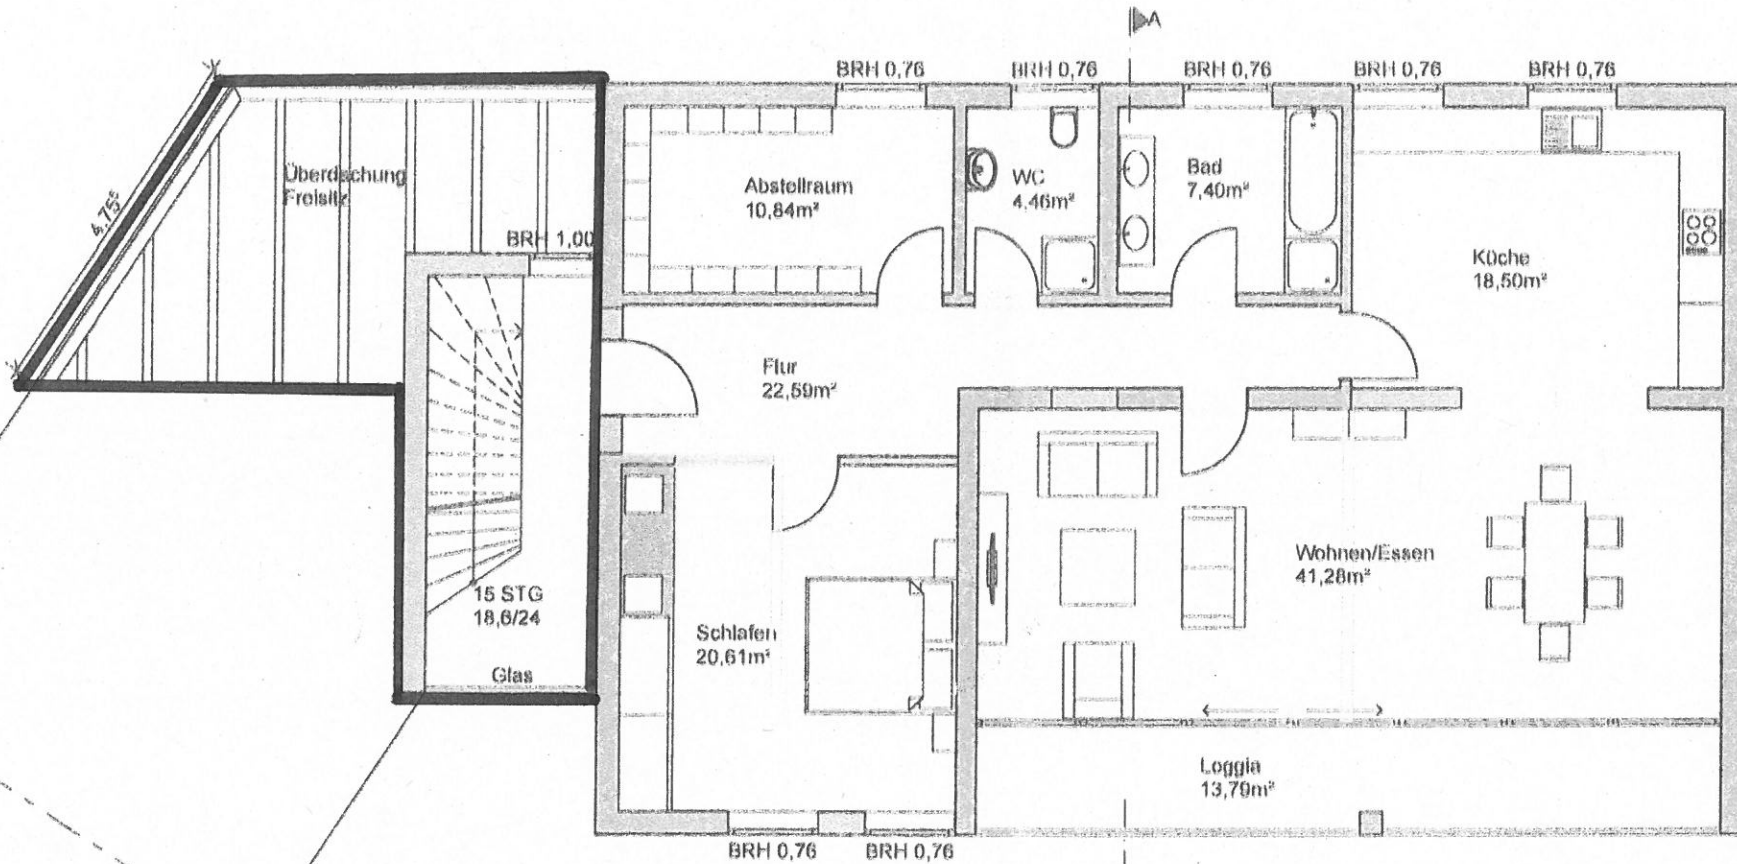 A
BRH 0,76
BRH 0,76
BRH 0,76
BRH 0,76
BRH 0,76
Überdachung
Freisitz
4,75⁵
BRH 1,00
Abstellraum
10,84m²
WC
4,46m²
Bad
7,40m²
Küche
18,50m²
Flur
22,59m²
Wohnen/Essen
41,28m²
15 STG
18,6/24
Schlafen
20,61m²
Glas
Loggia
13,79m²
BRH 0,76
BRH 0,76